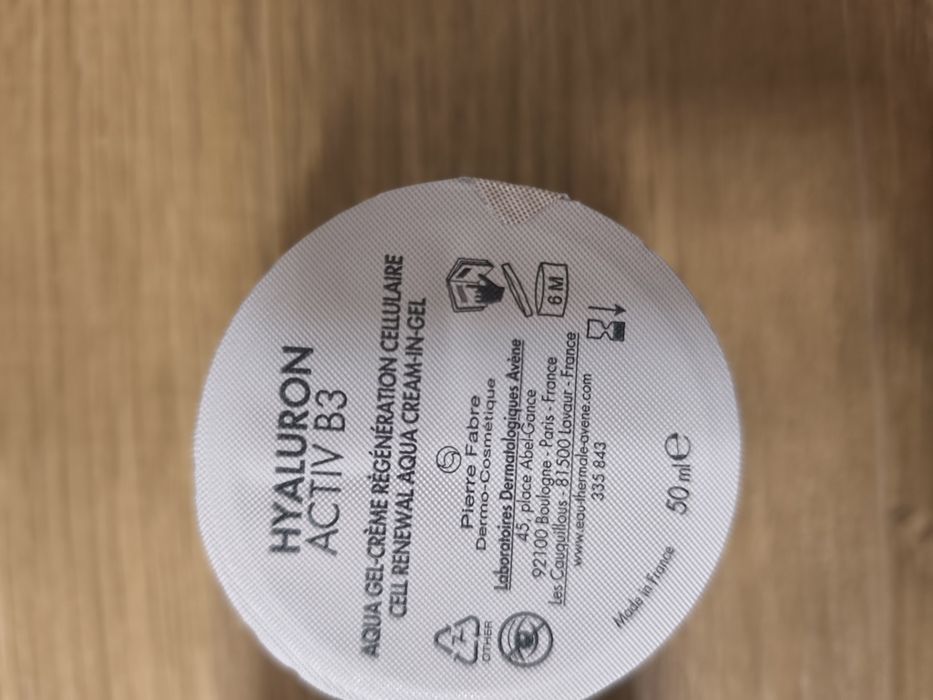 HYALURON
ACTIV B3
AQUA GEL-CRÈME RÉGÉNÉRATION CELLULAIRE
CELL RENEWAL AQUA CREAM-IN-GEL
Pierre Fabre
Dermo-Cosmétique
Laboratoires Dermatologiques Avène
45, place Abel-Gance
92100 Boulogne - Paris - France
Les Cauquillous - 81500 Lavaur - France
www.eau-thermale-avene.com
335 843
7
OTHER
6 M
Made in France
50 ml e